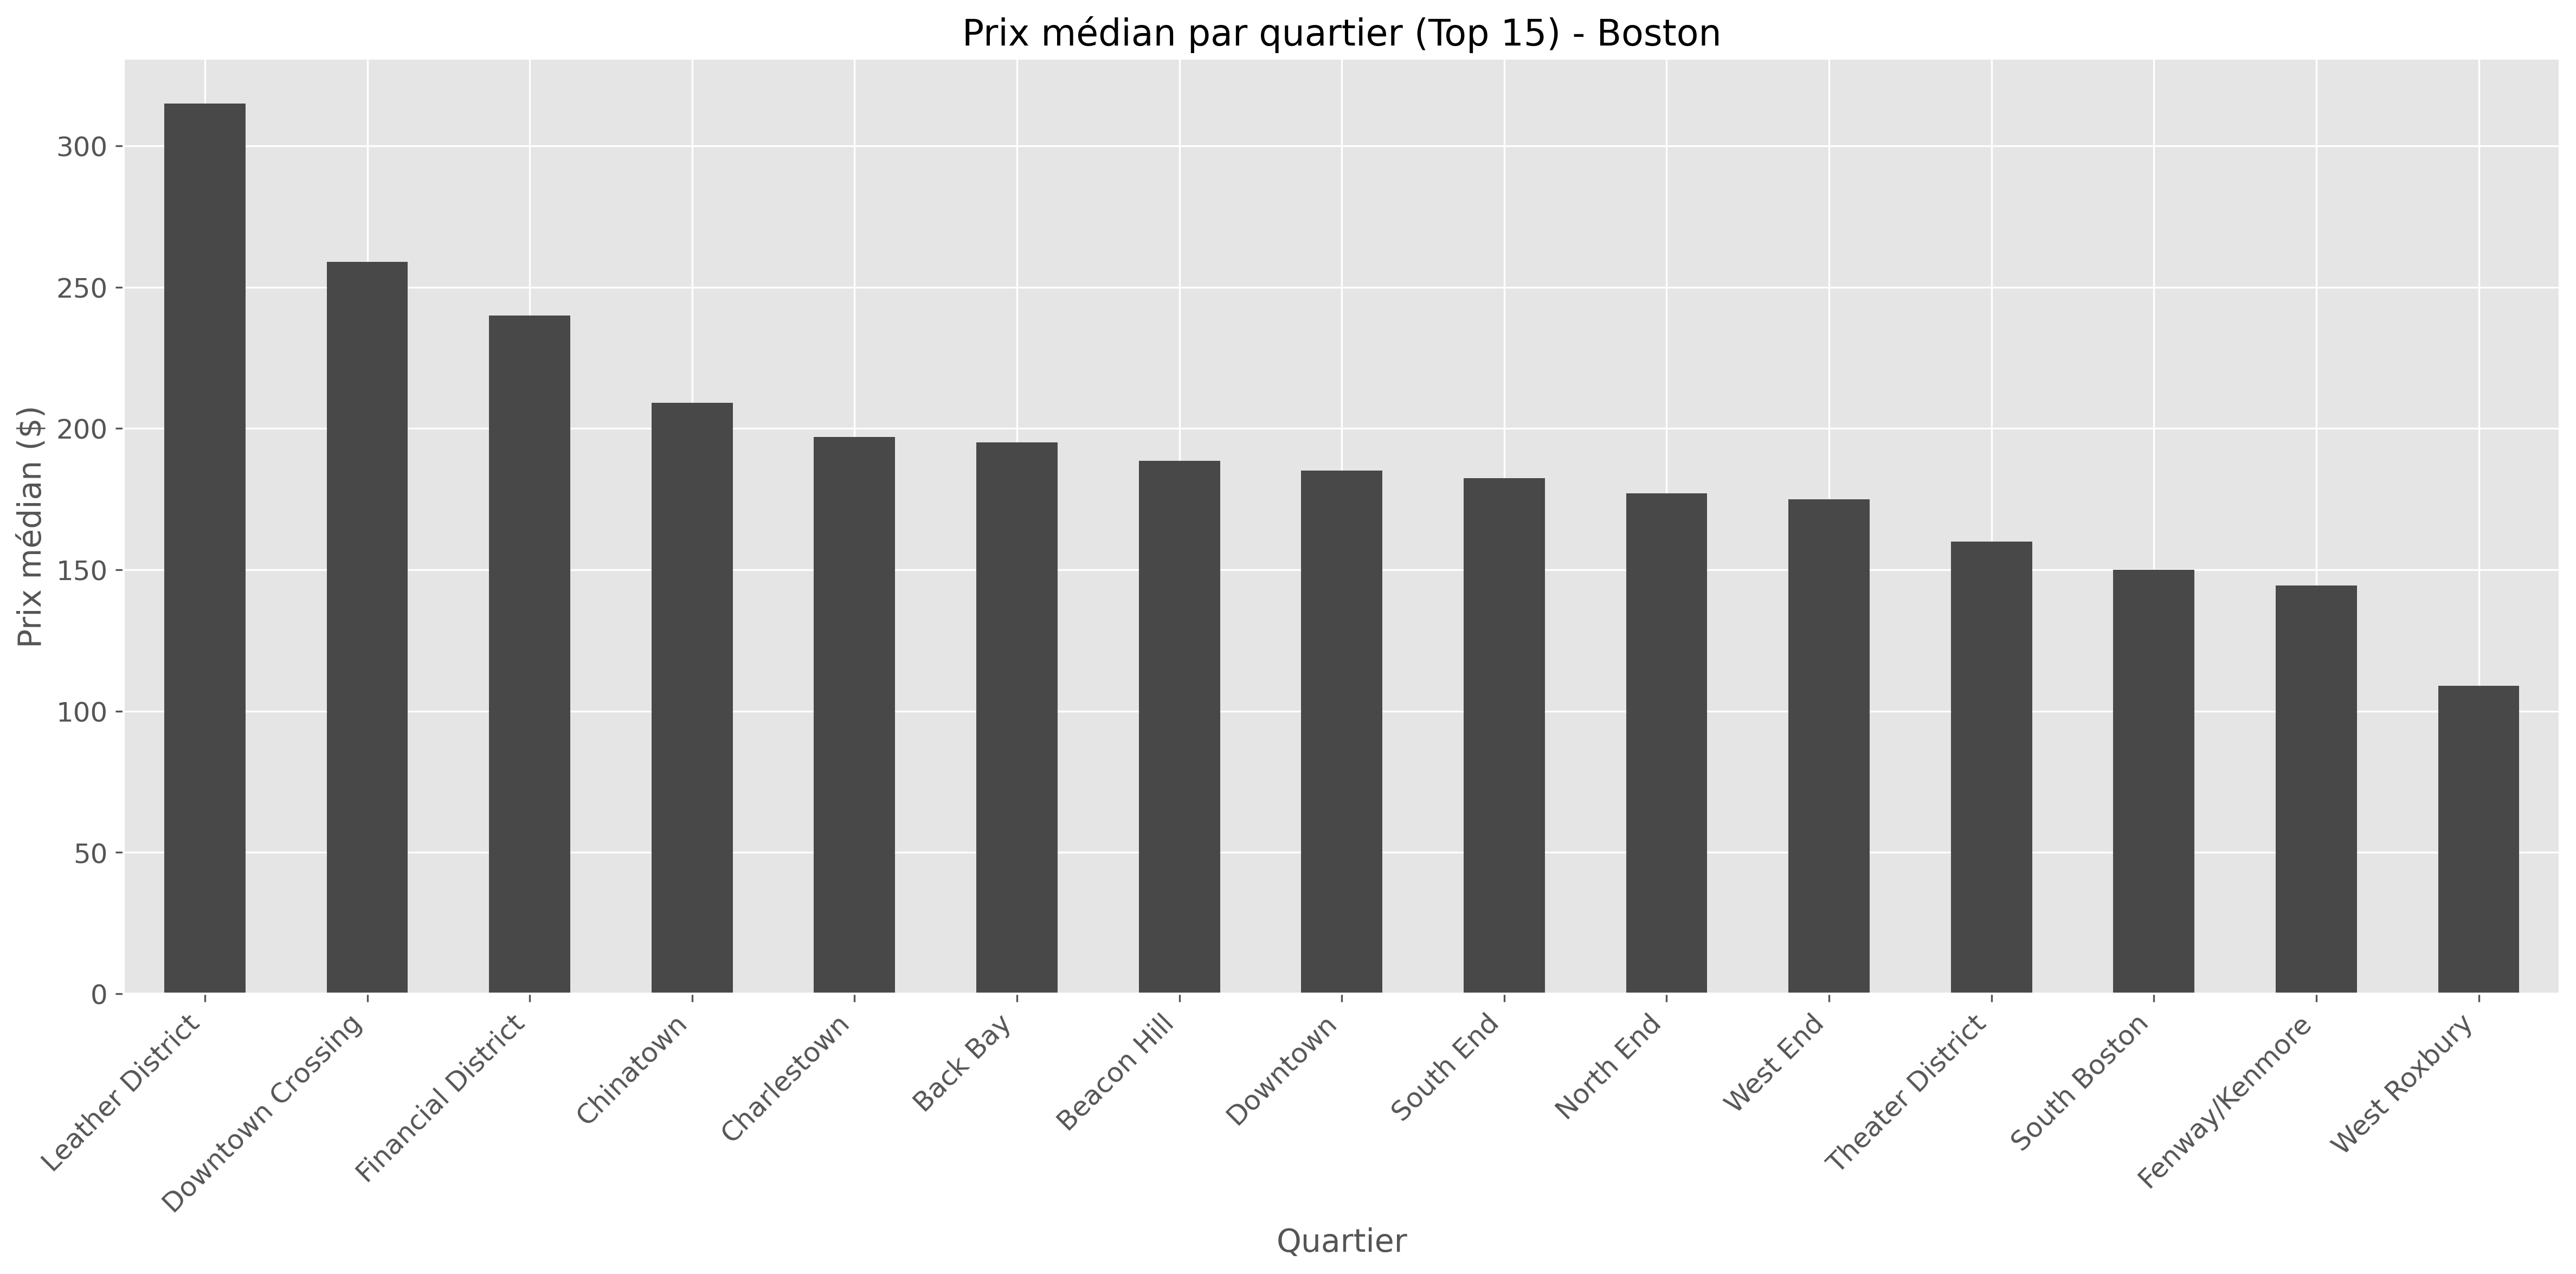 Prix médian par quartier (Top 15) - Boston
Prix médian ($)
300
250
200
150
100
50
0
Leather District
Downtown Crossing
Financial District
Chinatown
Charlestown
Back Bay
Beacon Hill
Downtown
South End
North End
West End
Theater District
South Boston
Fenway/Kenmore
West Roxbury
Quartier